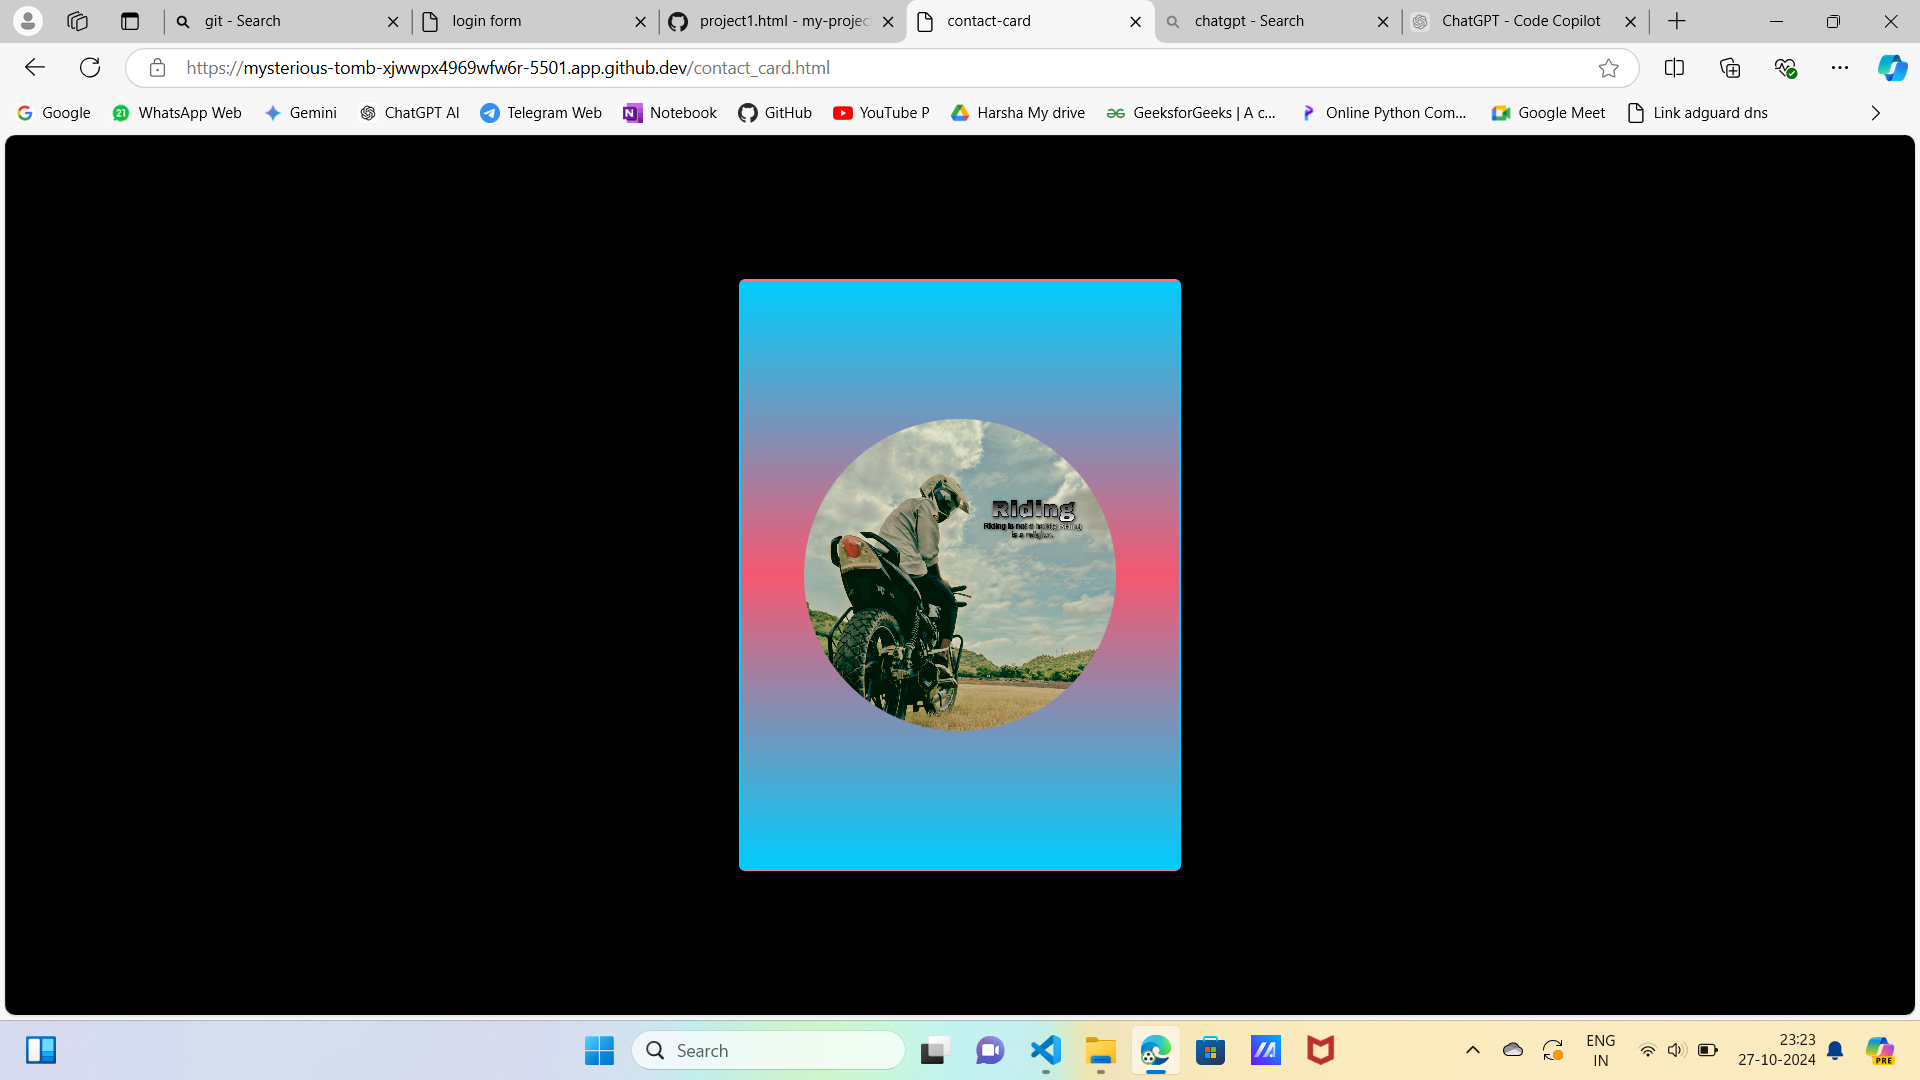 git - Search
login form
project1.html - my-projec
contact-card
chatgpt - Search
ChatGPT - Code Copilot
https://mysterious-tomb-xjwwpx4969wfw6r-5501.app.github.dev/contact_card.html
Google
21
WhatsApp Web
Gemini
ChatGPT AI
Telegram Web
N
Notebook
GitHub
YouTube P
Harsha My drive
GeeksforGeeks | A c...
Online Python Com...
Google Meet
Link adguard dns
Riding
Riding is not a hobby, Riding
is a religion.
Search
ENG
IN
23:23
27-10-2024
PRE